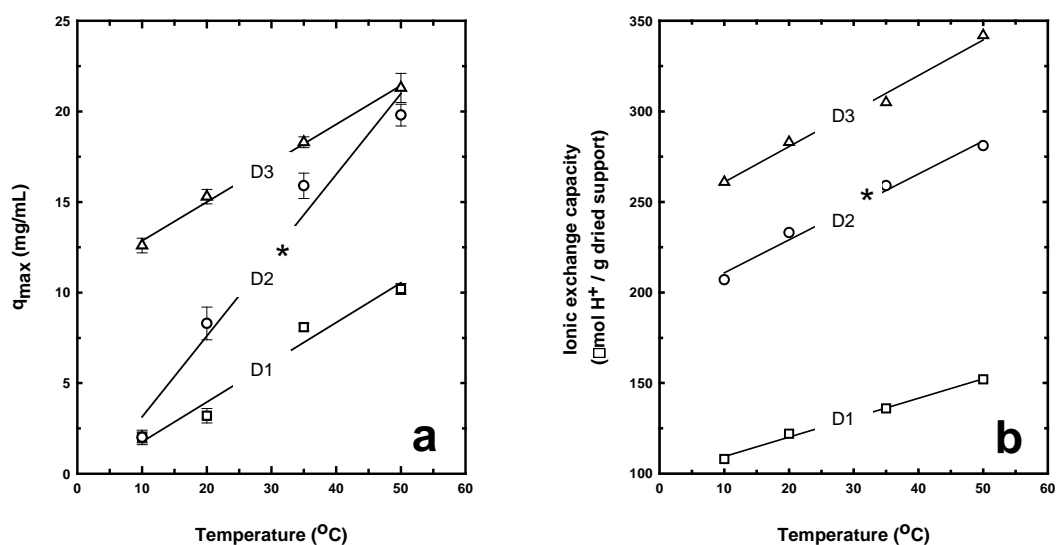 25
20
15
10
5
0
0 10 20 30 40 50 60
q_max (mg/mL)
Temperature (°C)
D3
D2
*
D1
a
350
300
250
200
150
100
0 10 20 30 40 50 60
Ionic exchange capacity
(□mol H⁺ / g dried support)
Temperature (°C)
D3
*
D2
D1
b